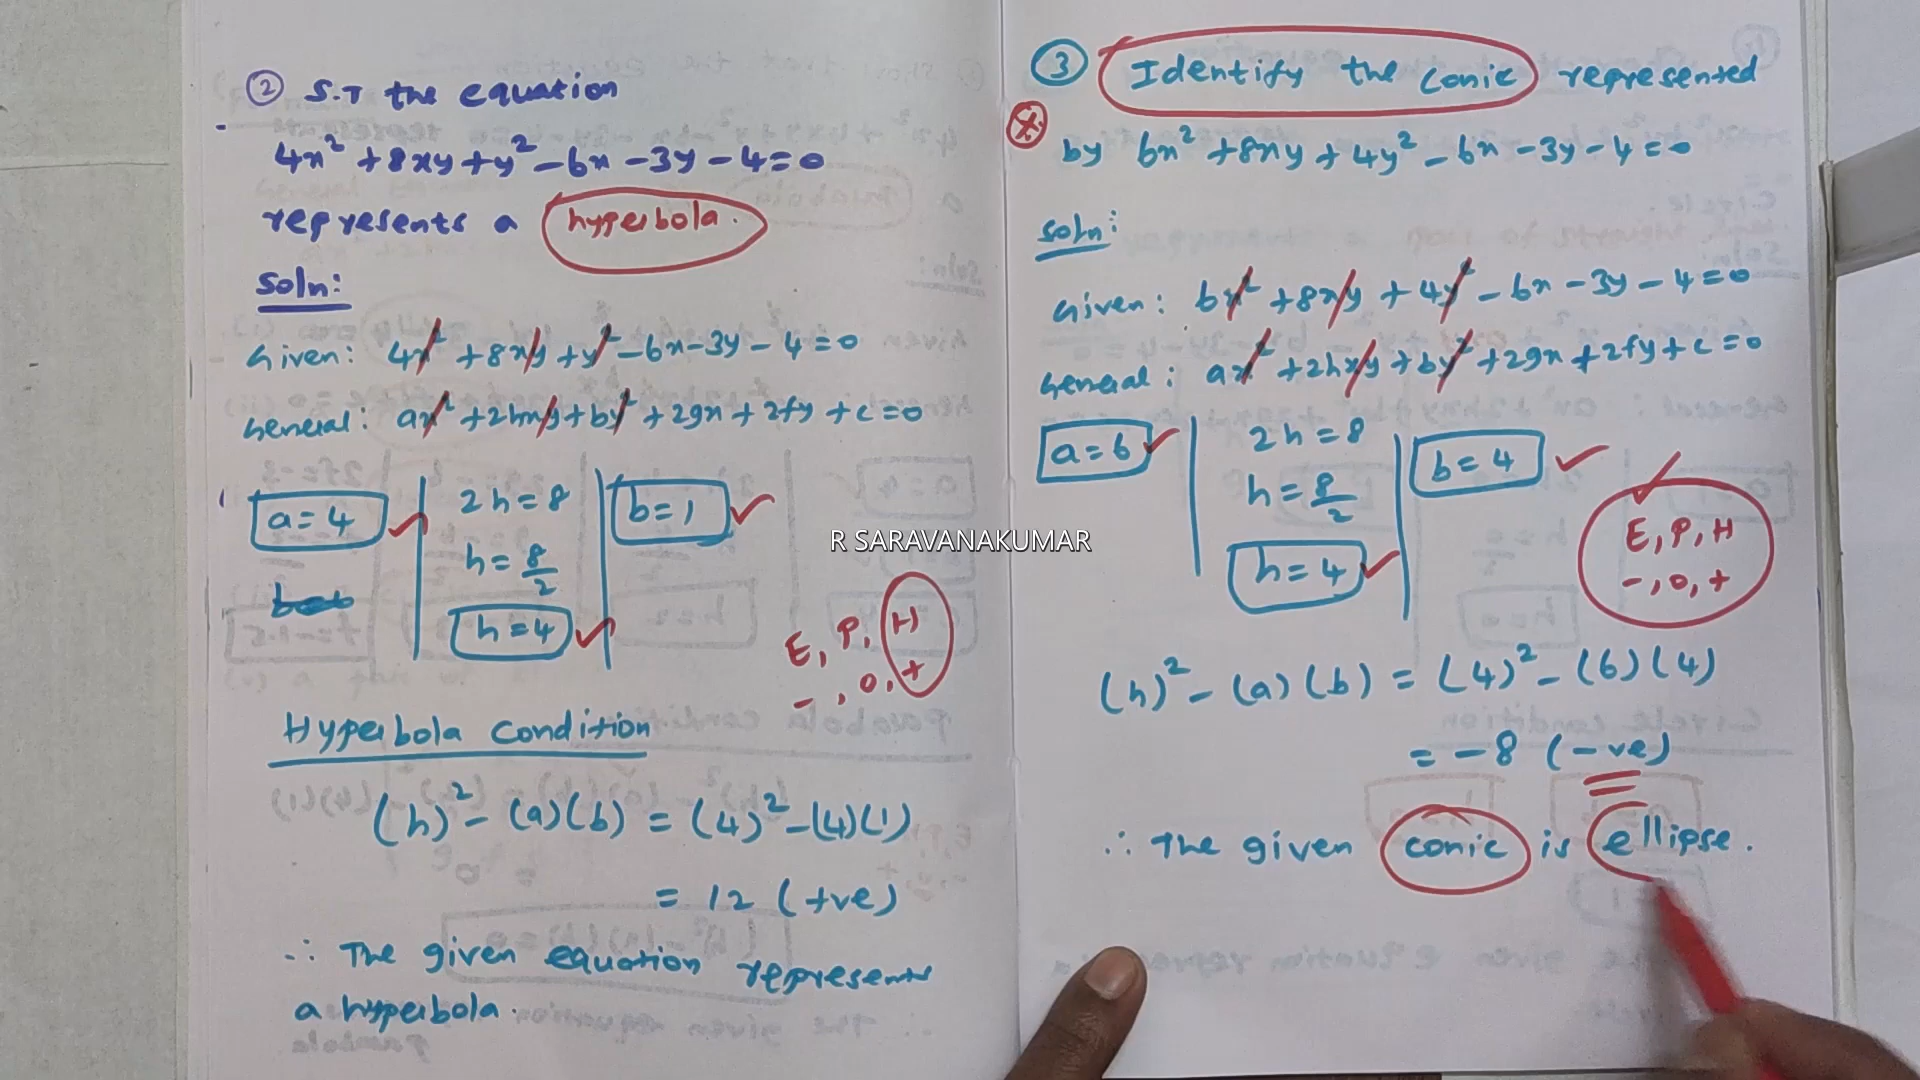 ② S.T the equation
4x² + 8xy + y² - 6x - 3y - 4 = 0
represents a hyperbola.
Soln:
Given: 4x² + 8xy + y² - 6x - 3y - 4 = 0
General: ax² + 2hxy + by² + 2gx + 2fy + c = 0
a = 4
2h = 8
h = 8/2
h = 4
b = 1
E, P, H
-, 0, +
Hyperbola Condition
(h)² - (a)(b) = (4)² - (4)(1)
= 12 (+ve)
∴ The given equation represents
a hyperbola.
③ Identify the conic represented
by 6x² + 8xy + 4y² - 6x - 3y - 4 = 0
Soln:
Given: 6x² + 8xy + 4y² - 6x - 3y - 4 = 0
General: ax² + 2hxy + by² + 2gx + 2fy + c = 0
a = 6
2h = 8
h = 8/2
h = 4
b = 4
E, P, H
-, 0, +
(h)² - (a)(b) = (4)² - (6)(4)
= -8 (-ve)
∴ The given conic is ellipse.
R SARAVANAKUMAR